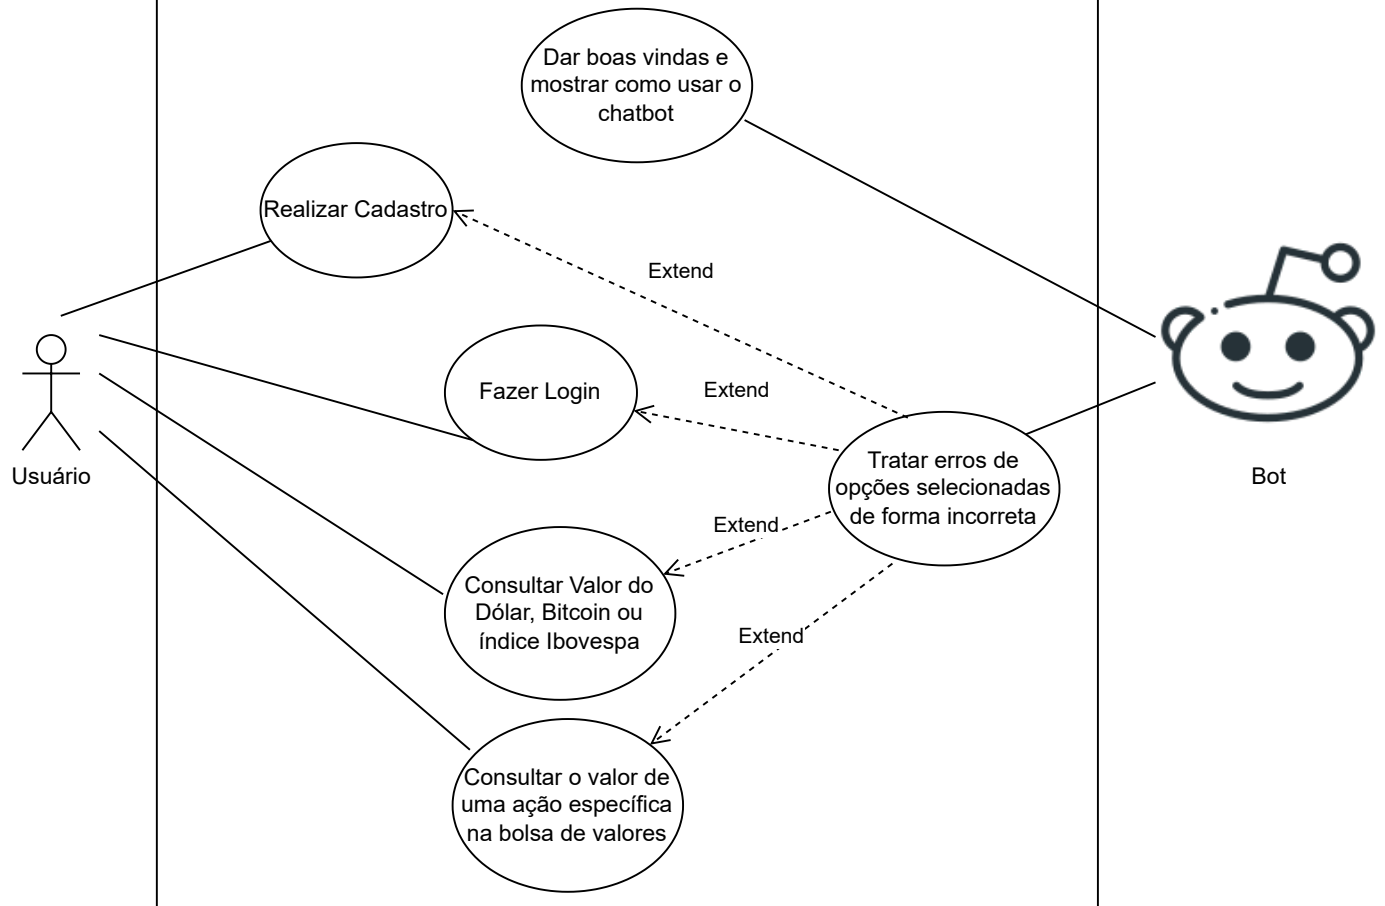 Dar boas vindas e
mostrar como usar o
chatbot
Realizar Cadastro
Extend
Fazer Login
Extend
Tratar erros de
opções selecionadas
de forma incorreta
Usuário
Bot
Extend
Consultar Valor do
Dólar, Bitcoin ou
índice Ibovespa
Extend
Consultar o valor de
uma ação específica
na bolsa de valores